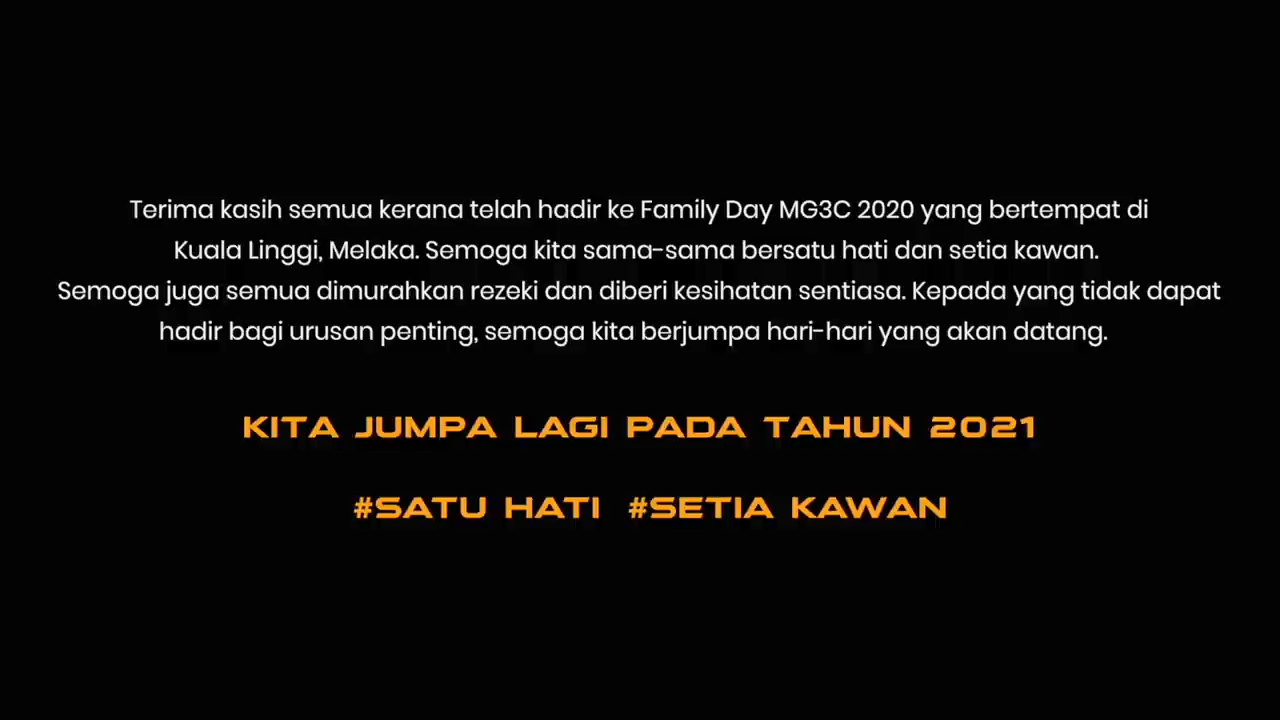 Terima kasih semua kerana telah hadir ke Family Day MG3C 2020 yang bertempat di
Kuala Linggi, Melaka. Semoga kita sama-sama bersatu hati dan setia kawan.
Semoga juga semua dimurahkan rezeki dan diberi kesihatan sentiasa. Kepada yang tidak dapat
hadir bagi urusan penting, semoga kita berjumpa hari-hari yang akan datang.
KITA JUMPA LAGI PADA TAHUN 2021
#SATU HATI #SETIA KAWAN